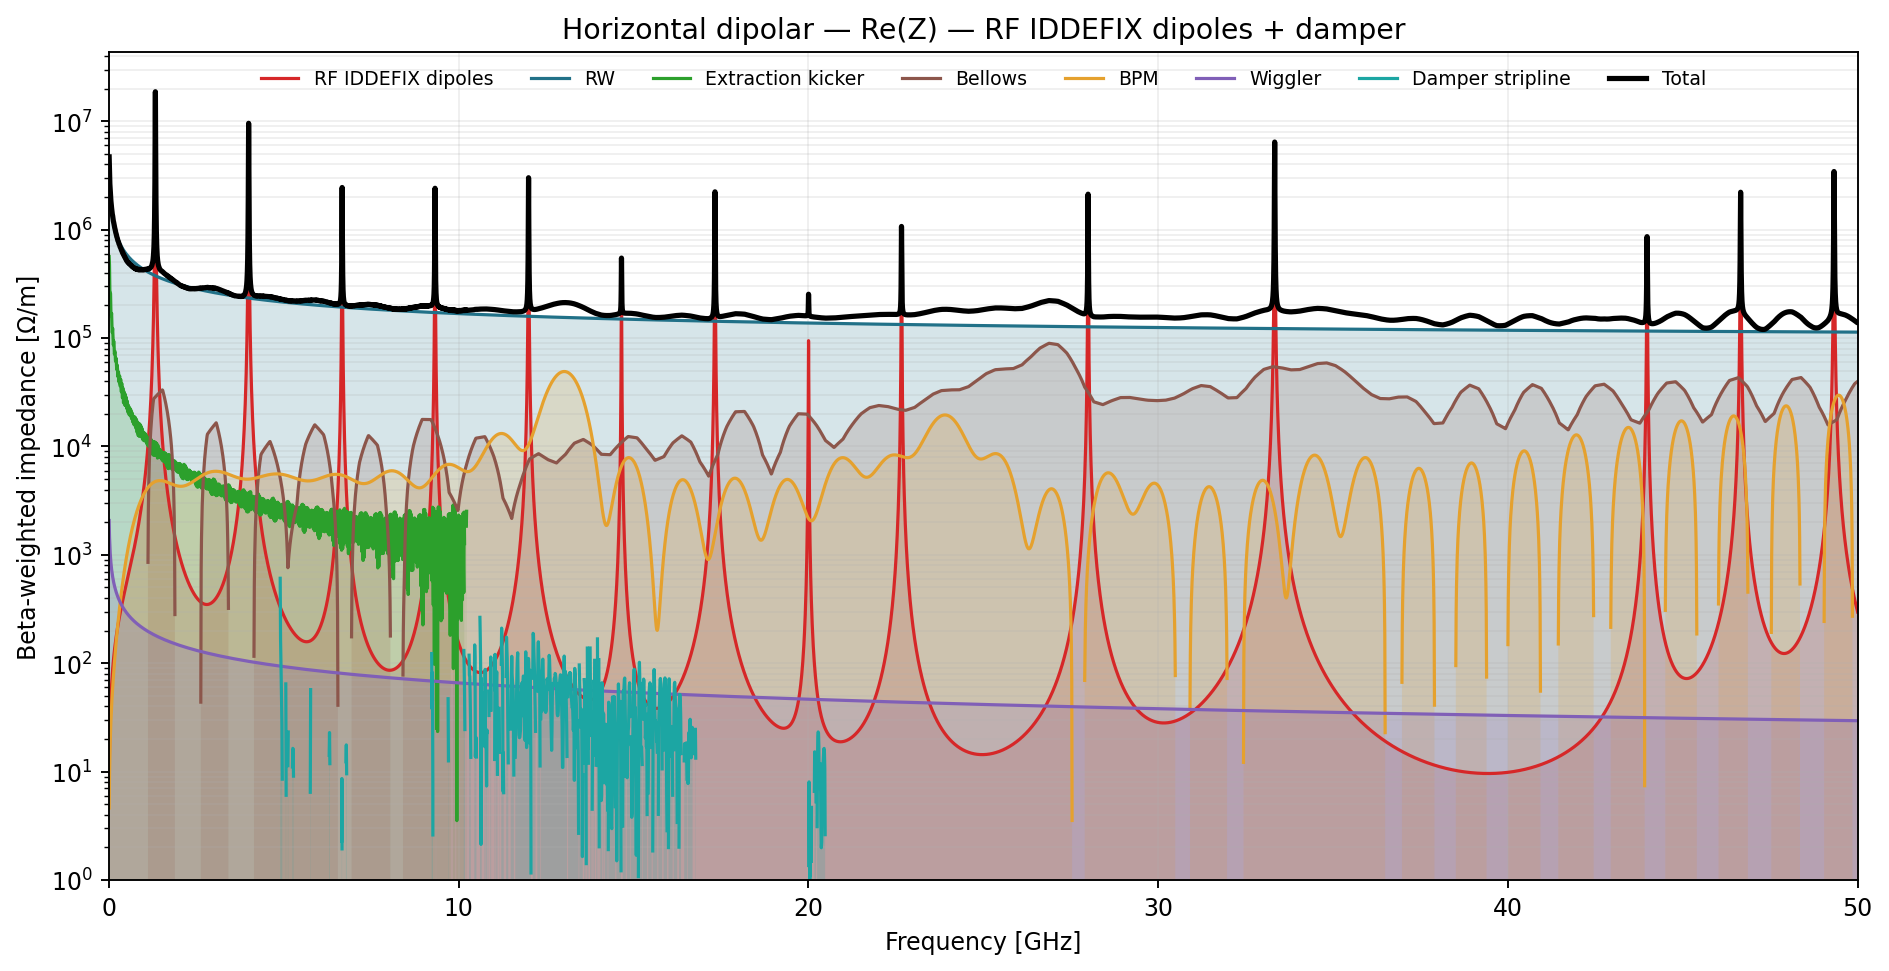 Horizontal dipolar — Re(Z) — RF IDDEFIX dipoles + damper
RF IDDEFIX dipoles RW Extraction kicker Bellows BPM Wiggler Damper stripline Total
Beta-weighted impedance [Ω/m]
10⁷
10⁶
10⁵
10⁴
10³
10²
10¹
10⁰
0 10 20 30 40 50
Frequency [GHz]